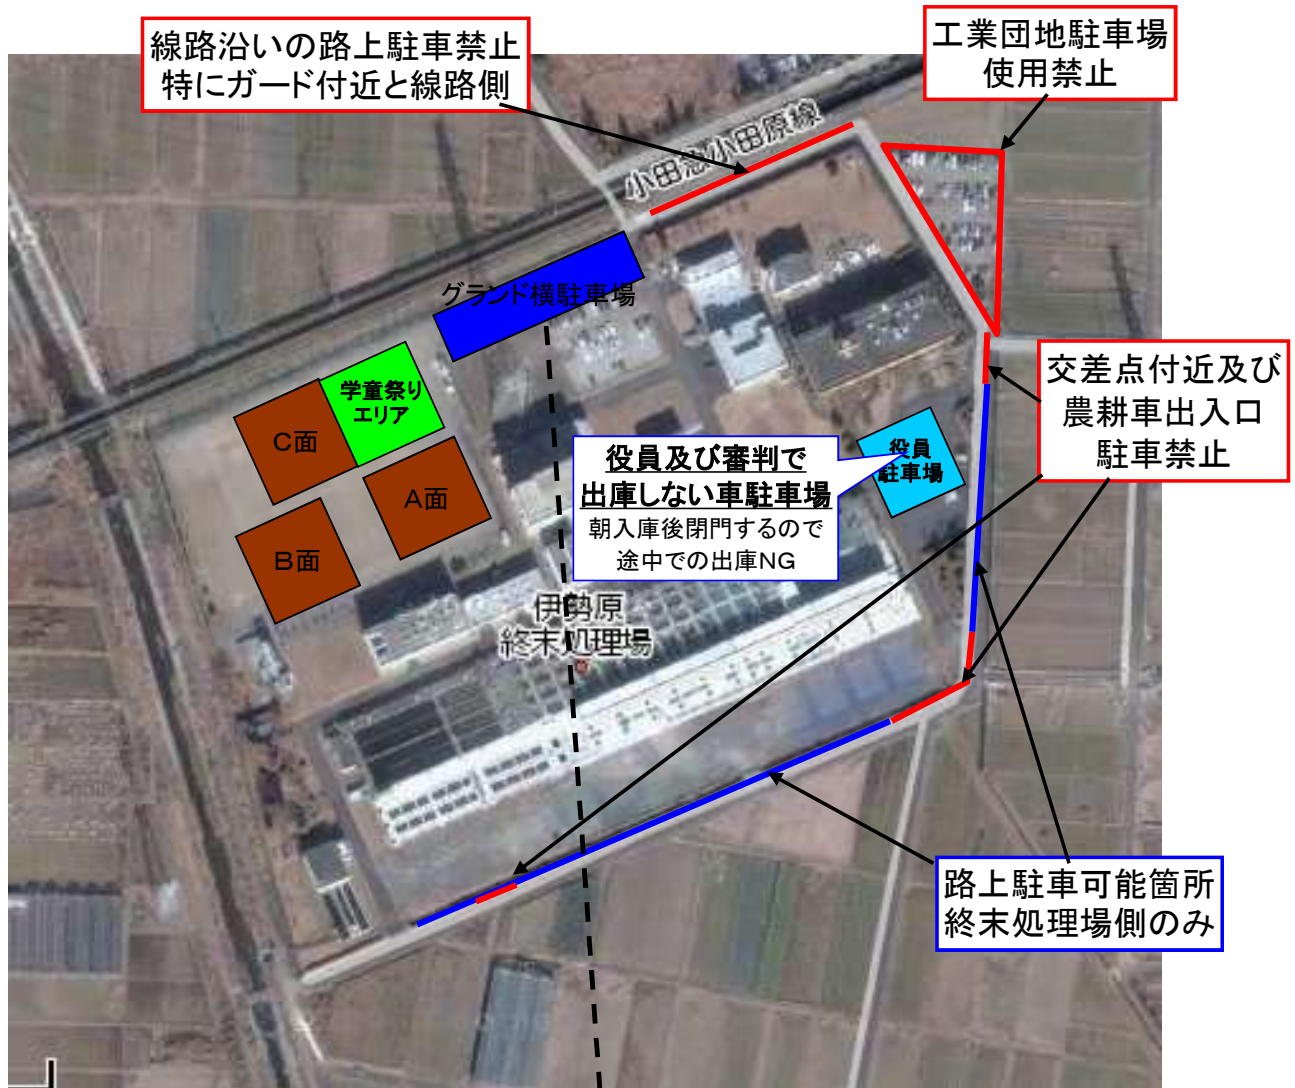 線路沿いの路上駐車禁止
特にガード付近と線路側
工業団地駐車場
使用禁止
小田急小田原線
グランド横駐車場
学童祭り
エリア
C面
A面
B面
交差点付近及び
農耕車出入口
駐車禁止
役員
駐車場
役員及び審判で
出庫しない車駐車場
朝入庫後閉門するので
途中での出庫NG
伊勢原
終末処理場
路上駐車可能箇所
終末処理場側のみ